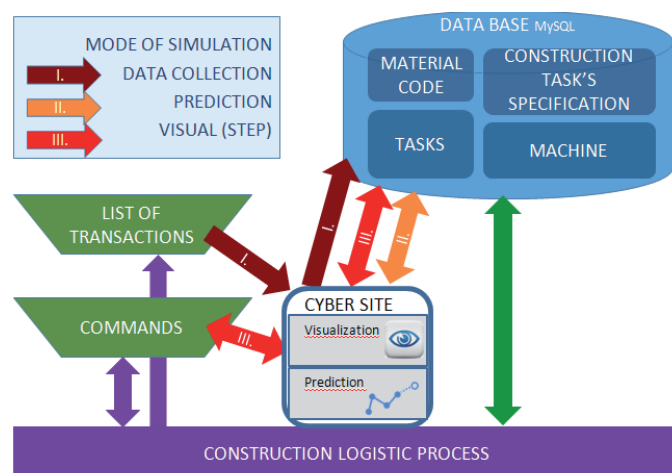 MODE OF SIMULATION
I. DATA COLLECTION
II. PREDICTION
III. VISUAL (STEP)
DATA BASE MySQL
MATERIAL
CODE
CONSTRUCTION
TASK'S
SPECIFICATION
TASKS
MACHINE
LIST OF
TRANSACTIONS
I.
I.
III.
II.
COMMANDS
III.
CYBER SITE
Visualization
Prediction
CONSTRUCTION LOGISTIC PROCESS